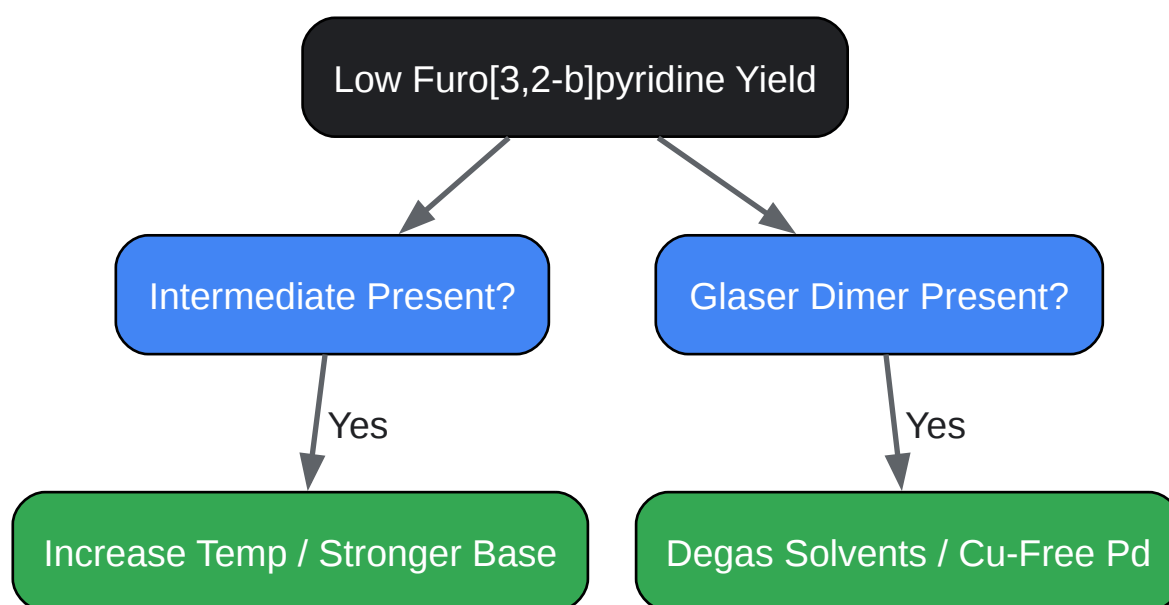 Low Furo[3,2-b]pyridine Yield
Intermediate Present?
Glaser Dimer Present?
Yes
Yes
Increase Temp / Stronger Base
Degas Solvents / Cu-Free Pd